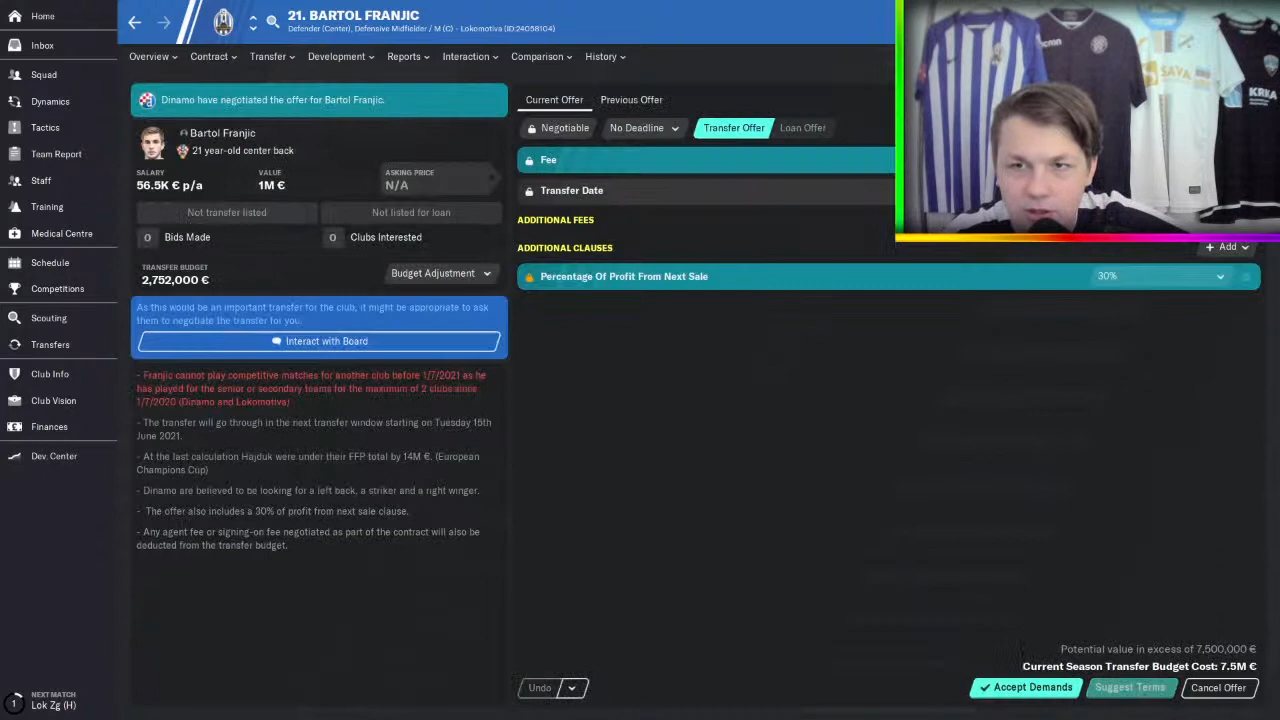 Home
Inbox
Squad
Dynamics
Tactics
Team Report
Staff
Training
Medical Centre
Schedule
Competitions
Scouting
Transfers
Club Info
Club Vision
Finances
Dev. Center
1
NEXT MATCH
Lok Zg (H)
21. BARTOL FRANJIC
Defender (Center), Defensive Midfielder / M (C) - Lokomotiva (ID:24058104)
Overview Contract Transfer Development Reports Interaction Comparison History
Dinamo have negotiated the offer for Bartol Franjic.
Bartol Franjic
21 year-old center back
SALARY VALUE ASKING PRICE
56.5K € p/a 1M € N/A
Not transfer listed Not listed for loan
0 Bids Made 0 Clubs Interested
TRANSFER BUDGET
2,752,000 €
Budget Adjustment
As this would be an important transfer for the club, it might be appropriate to ask
them to negotiate the transfer for you.
Interact with Board
- Franjic cannot play competitive matches for another club before 1/7/2021 as
he has played for the senior or secondary teams for the maximum of 2 clubs since
1/7/2020 (Dinamo and Lokomotiva)
- The transfer will go through in the next transfer window starting on Tuesday 15th
June 2021.
- At the last calculation Hajduk were under their FFP total by 14M €. (European
Champions Cup)
- Dinamo are believed to be looking for a left back, a striker and a right winger.
- The offer also includes a 30% of profit from next sale clause.
- Any agent fee or signing-on fee negotiated as part of the contract will also be
deducted from the transfer budget.
Current Offer Previous Offer
Negotiable No Deadline Transfer Offer Loan Offer
Fee
Transfer Date
ADDITIONAL FEES
ADDITIONAL CLAUSES
+ Add
Percentage Of Profit From Next Sale 30%
Potential value in excess of 7,500,000 €
Current Season Transfer Budget Cost: 7.5M €
Undo Accept Demands Suggest Terms Cancel Offer
SAVA
KRKA